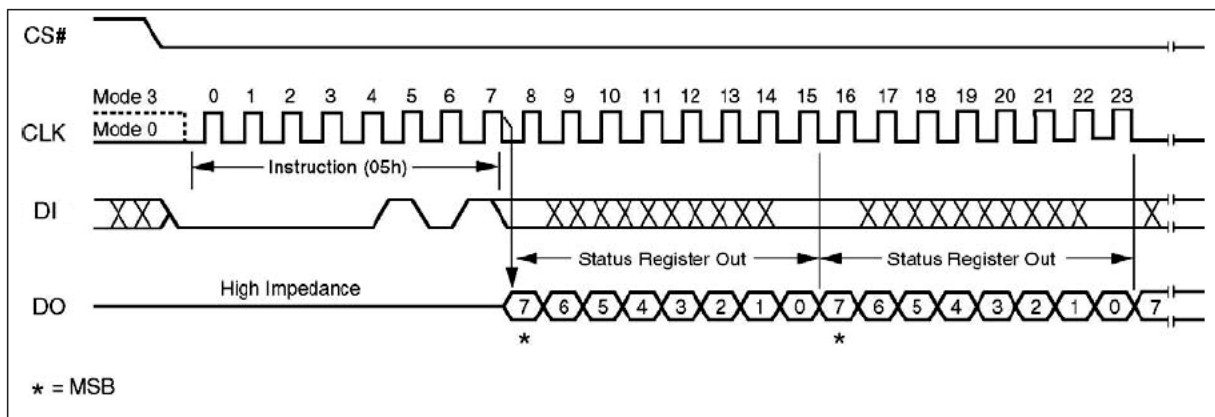 CS#
Mode 3 0 1 2 3 4 5 6 7 8 9 10 11 12 13 14 15 16 17 18 19 20 21 22 23
CLK Mode 0
Instruction (05h)
DI
Status Register Out Status Register Out
High Impedance
DO 7 6 5 4 3 2 1 0 7 6 5 4 3 2 1 0 7
* *
* = MSB